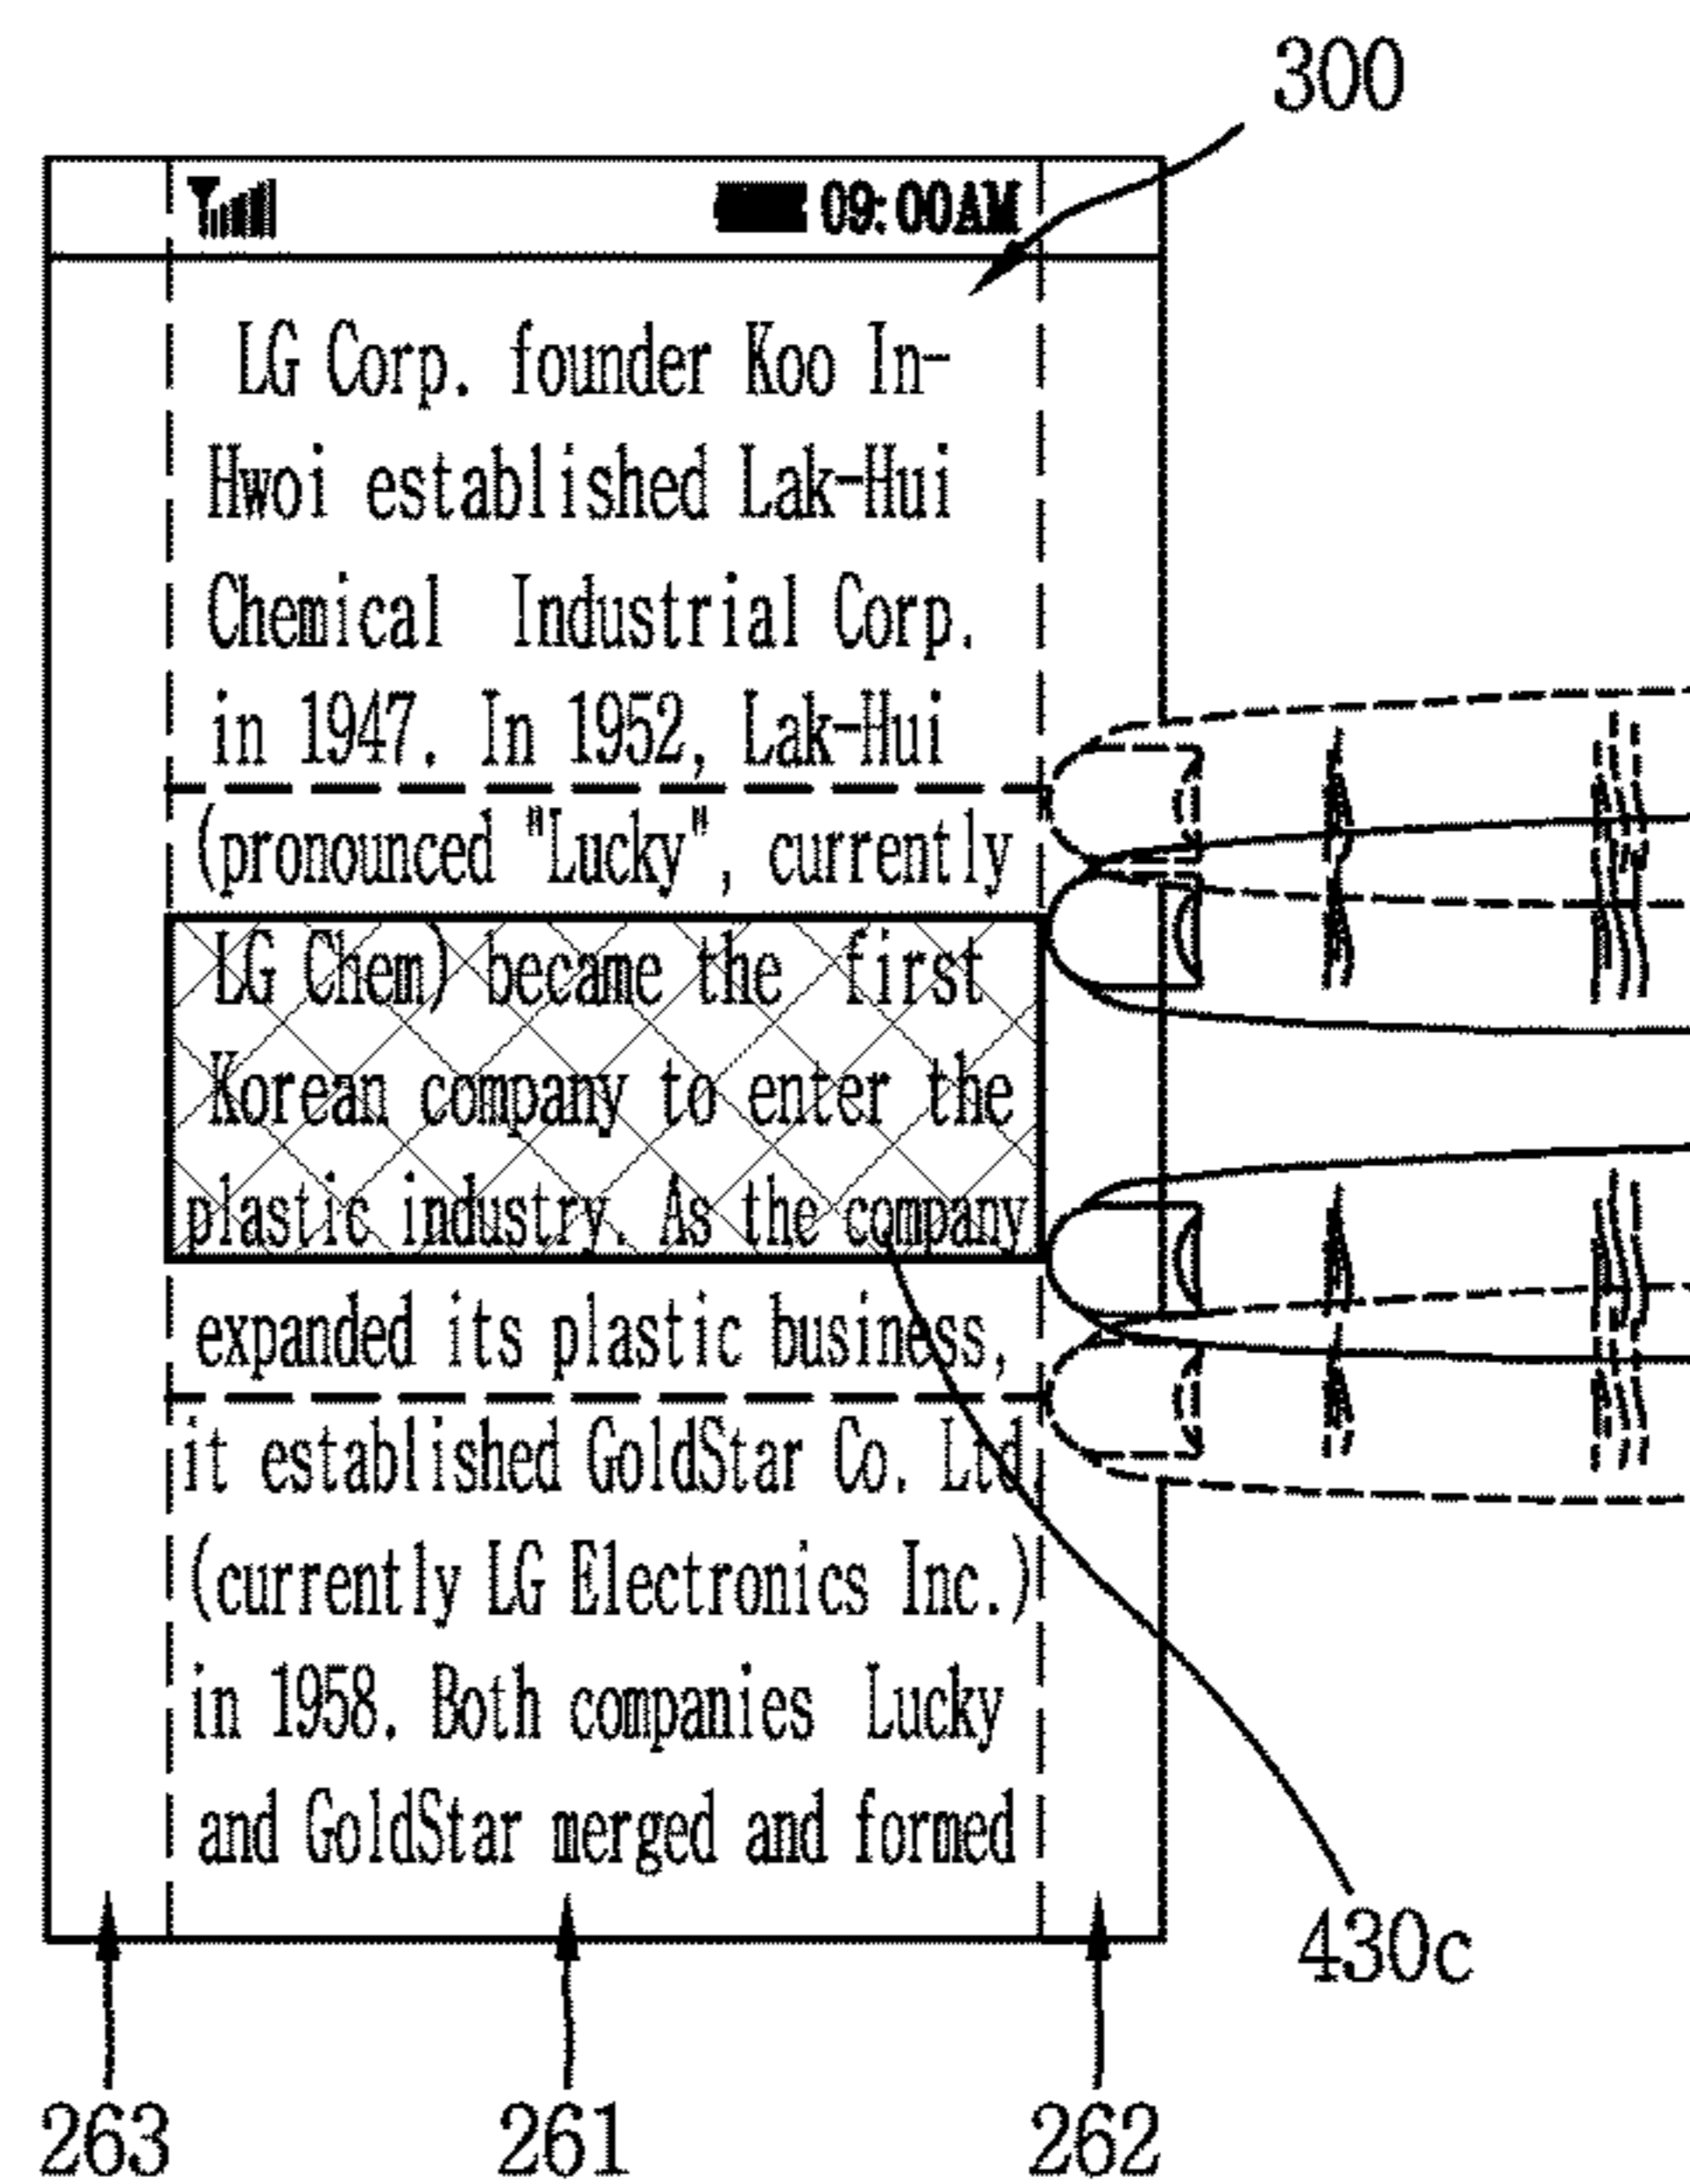 300
09:00AM
LG Corp. founder Koo In-
Hwoi established Lak-Hui
Chemical Industrial Corp.
in 1947. In 1952, Lak-Hui
(pronounced "Lucky", currently
LG Chem) became the first
Korean company to enter the
plastic industry. As the company
expanded its plastic business,
it established GoldStar Co. Ltd.
(currently LG Electronics Inc.)
in 1958. Both companies Lucky
and GoldStar merged and formed
430c
263 261 262